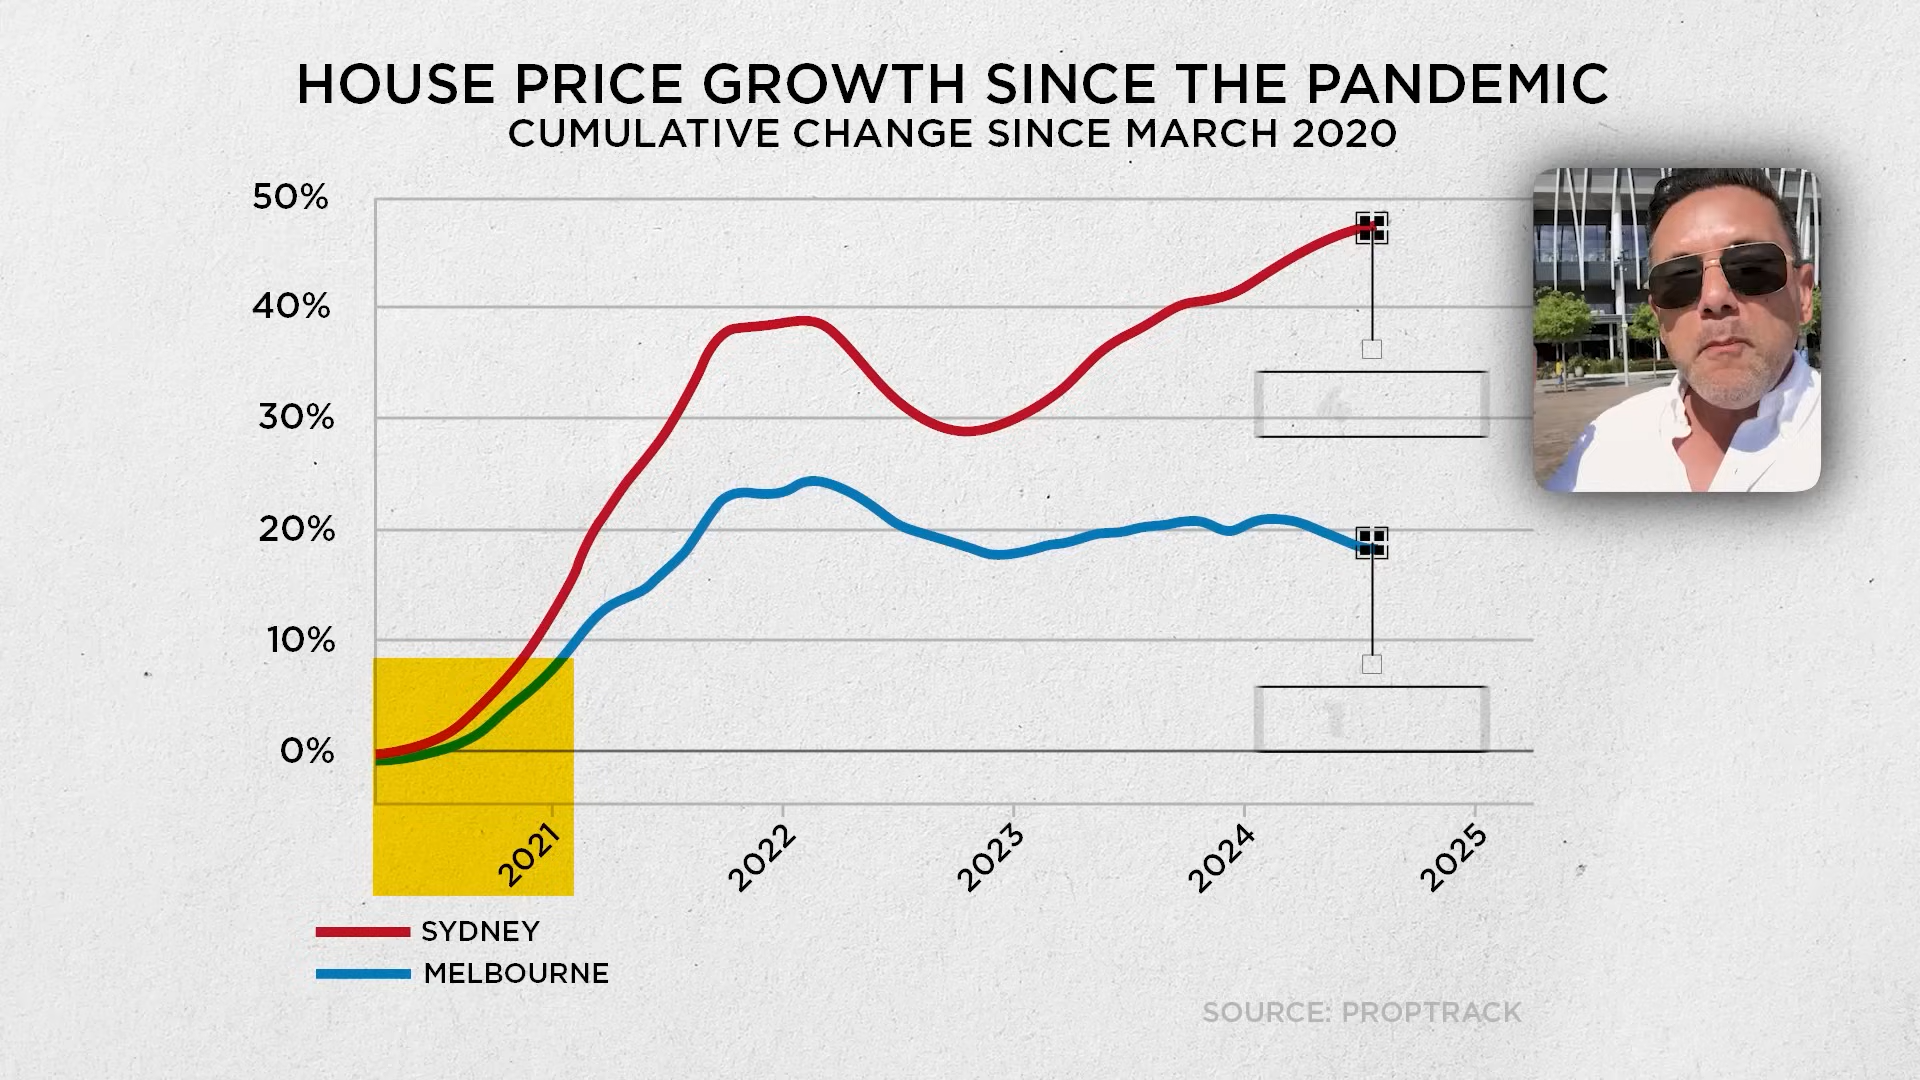 HOUSE PRICE GROWTH SINCE THE PANDEMIC
CUMULATIVE CHANGE SINCE MARCH 2020
50%
40%
30%
20%
10%
0%
2021
2022
2023
2024
2025
SYDNEY
MELBOURNE
SOURCE: PROPTRACK